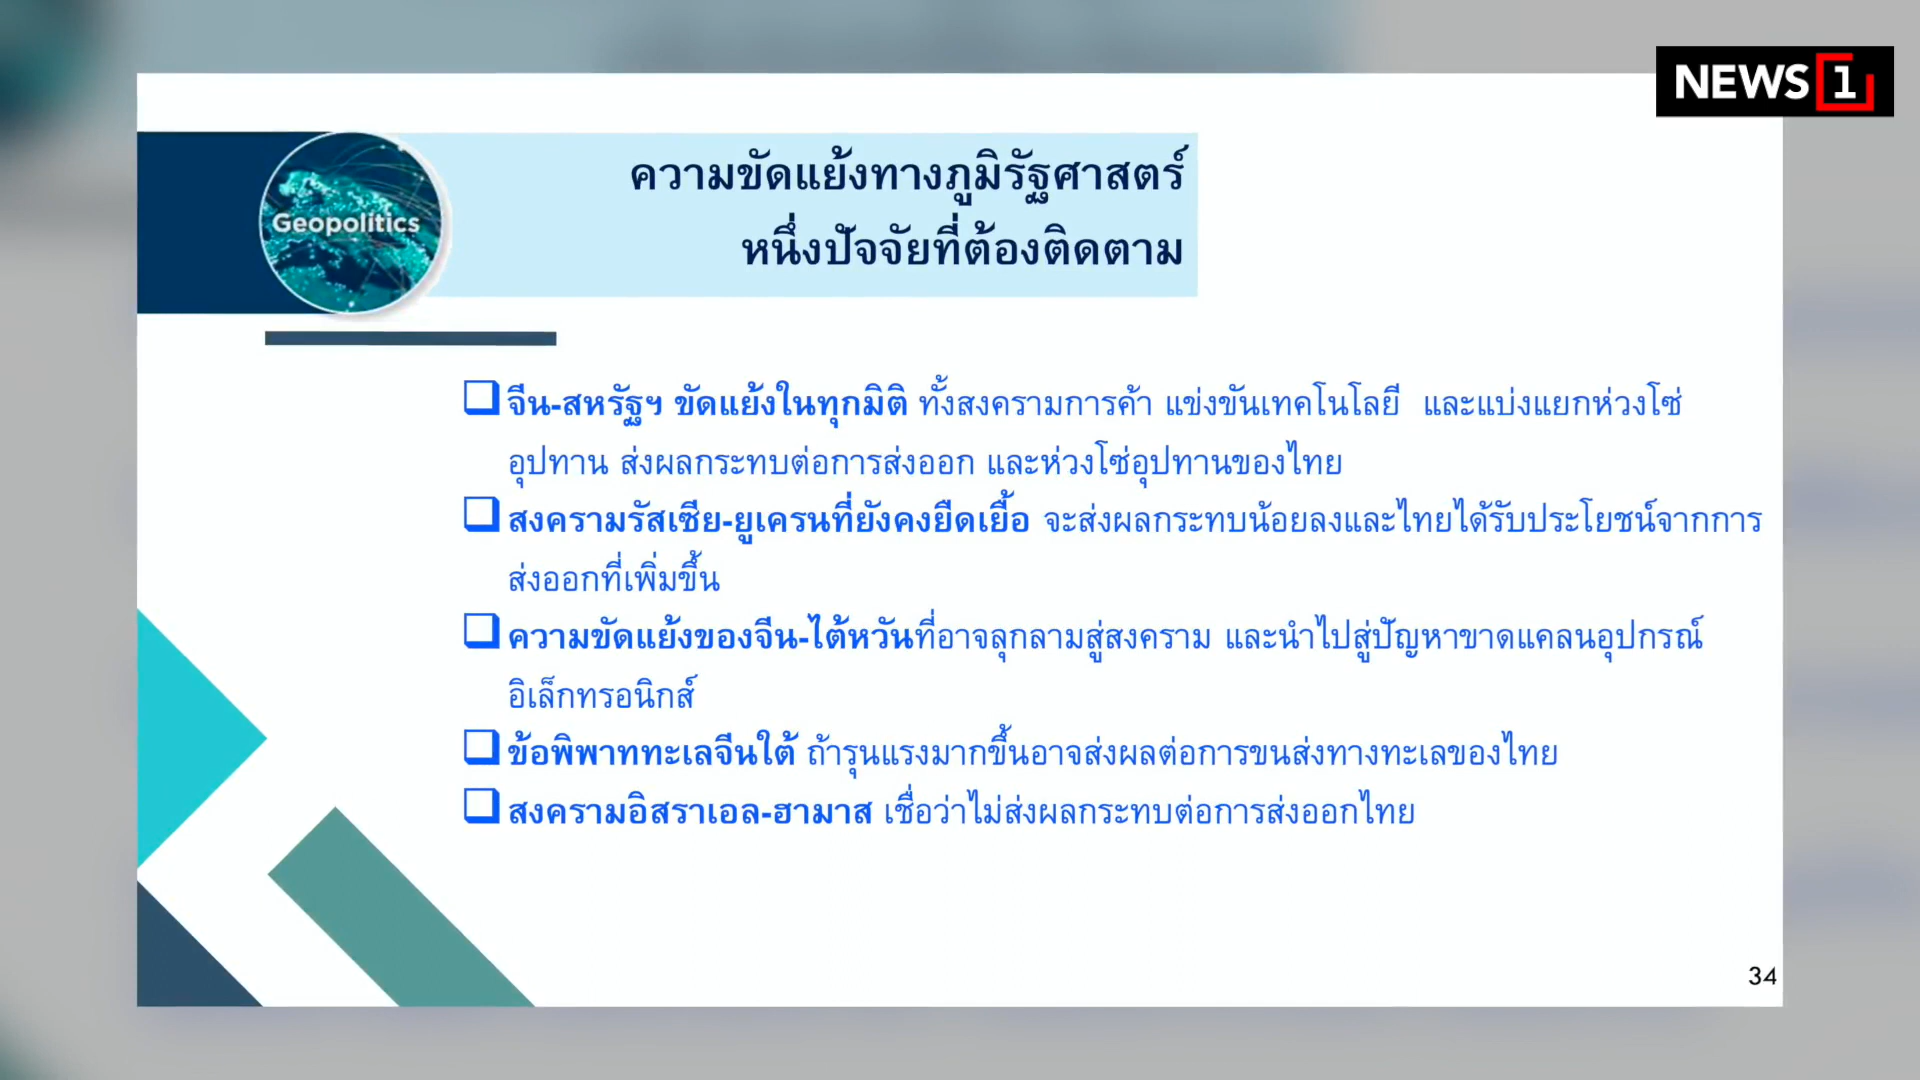 NEWS 1
Geopolitics
ความขัดแย้งทางภูมิรัฐศาสตร์
หนึ่งปัจจัยที่ต้องติดตาม
จีน-สหรัฐฯ ขัดแย้งในทุกมิติ ทั้งสงครามการค้า แข่งขันเทคโนโลยี และแบ่งแยกห่วงโซ่
อุปทาน ส่งผลกระทบต่อการส่งออก และห่วงโซ่อุปทานของไทย
สงครามรัสเซีย-ยูเครนที่ยังคงยืดเยื้อ จะส่งผลกระทบน้อยลงและไทยได้รับประโยชน์จากการ
ส่งออกที่เพิ่มขึ้น
ความขัดแย้งของจีน-ไต้หวันที่อาจลุกลามสู่สงคราม และนำไปสู่ปัญหาขาดแคลนอุปกรณ์
อิเล็กทรอนิกส์
ข้อพิพาททะเลจีนใต้ ถ้ารุนแรงมากขึ้นอาจส่งผลต่อการขนส่งทางทะเลของไทย
สงครามอิสราเอล-ฮามาส เชื่อว่าไม่ส่งผลกระทบต่อการส่งออกไทย
34